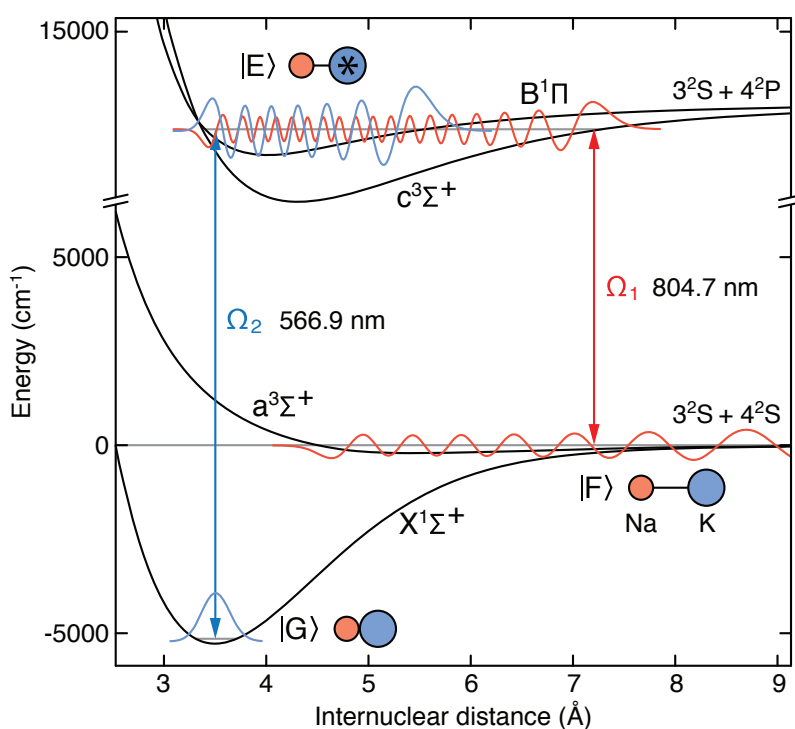 15000
|E⟩
*
B¹Π
3²S + 4²P
c³Σ⁺
5000
Ω₂ 566.9 nm
Ω₁ 804.7 nm
Energy (cm⁻¹)
a³Σ⁺
3²S + 4²S
0
|F⟩
Na K
X¹Σ⁺
|G⟩
-5000
3 4 5 6 7 8 9
Internuclear distance (Å)